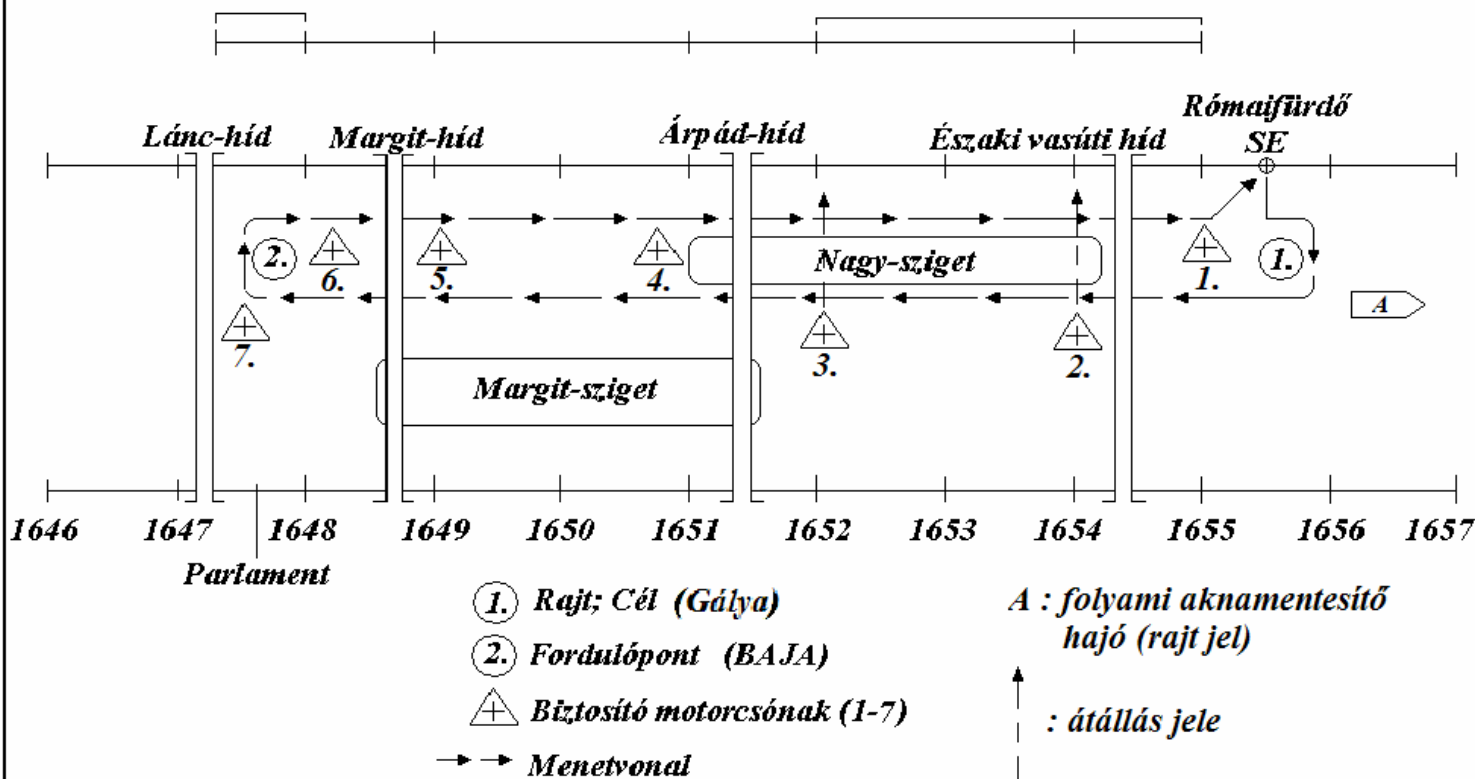 Lánc-híd
Margit-híd
Árpád-híd
Északi vasúti híd
Rómaifürdő
SE
2.
6.
5.
4.
Nagy-sziget
1.
1.
A
7.
3.
2.
Margit-sziget
1646 1647 1648 1649 1650 1651 1652 1653 1654 1655 1656 1657
Parlament
1. Rajt; Cél (Gálya)
2. Fordulópont (BAJA)
Biztosító motorcsónak (1-7)
Menetvonal
A : folyami aknamentesítő
hajó (rajt jel)
: átállás jele